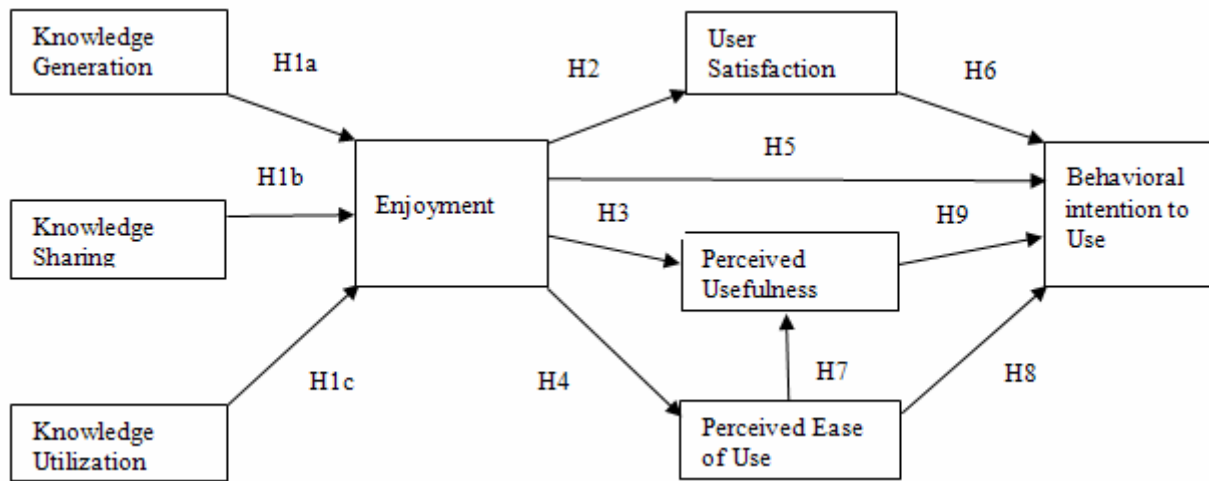 Knowledge
Generation
H1a
H2
User
Satisfaction
H6
H1b
Knowledge
Sharing
Enjoyment
H5
H3
H9
Behavioral
intention to
Use
Perceived
Usefulness
H1c
Knowledge
Utilization
H4
H7
H8
Perceived Ease
of Use